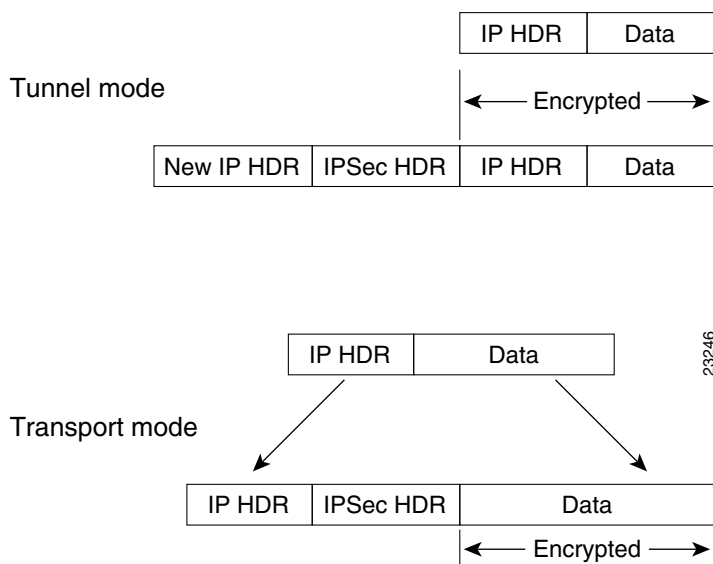 IP HDR Data
Tunnel mode
Encrypted
New IP HDR IPSec HDR IP HDR Data
IP HDR Data
23246
Transport mode
IP HDR IPSec HDR Data
Encrypted